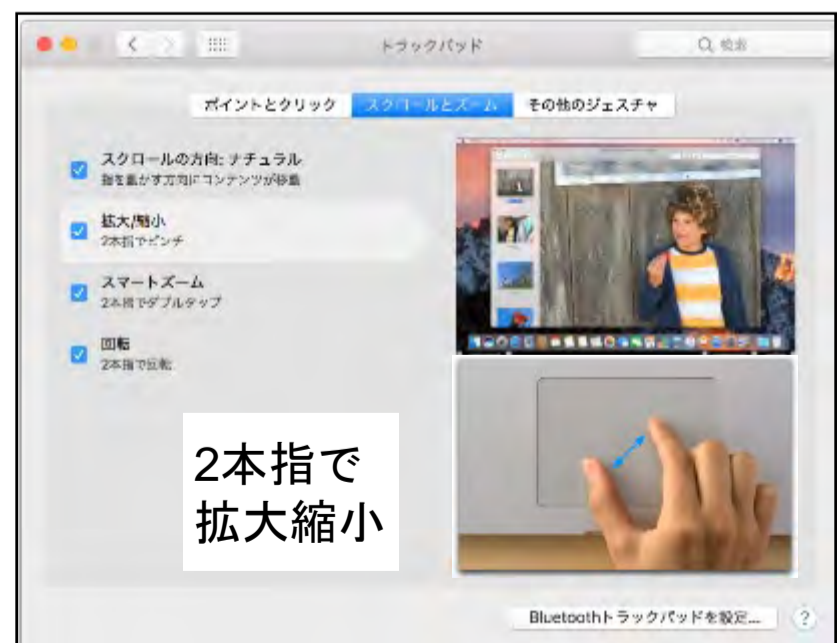 トラックパッド
検索
ポイントとクリック
スクロールとズーム
その他のジェスチャ
スクロールの方向: ナチュラル
指を動かす方向にコンテンツが移動
拡大/縮小
2本指でピンチ
スマートズーム
2本指でダブルタップ
回転
2本指で回転
2本指で
拡大縮小
Bluetoothトラックパッドを設定...
?